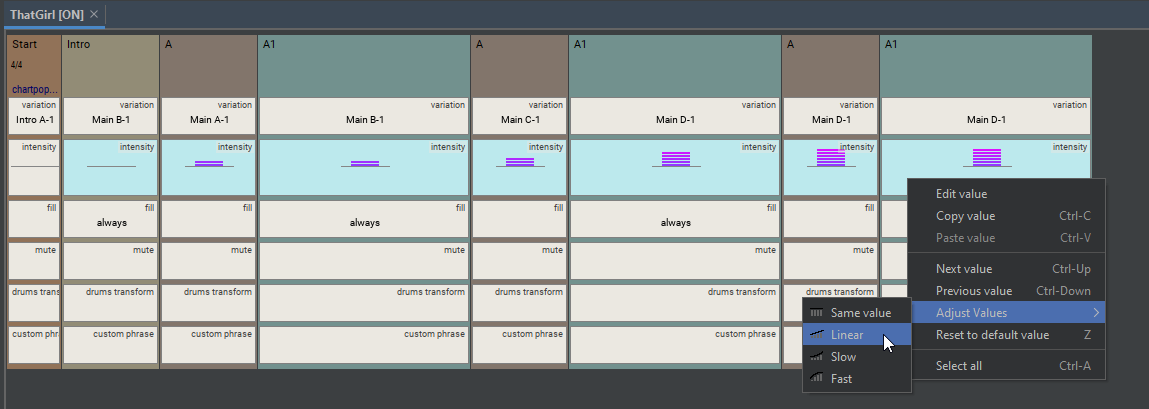 ThatGirl [ON]
Start Intro A A1 A A1 A A1
4/4
chartpop...
variation variation variation variation variation variation variation variation
Intro A-1 Main B-1 Main A-1 Main B-1 Main C-1 Main D-1 Main D-1 Main D-1
intensity intensity intensity intensity intensity intensity intensity intensity
fill fill fill fill fill fill fill
always always always
mute mute mute mute mute mute mute
drums tran drums transform drums transform drums transform drums transform drums transform drums transform
custom phra custom phrase custom phrase custom phrase custom phrase custom phrase
Edit value
Copy value Ctrl-C
Paste value Ctrl-V
Next value Ctrl-Up
Previous value Ctrl-Down
Adjust Values
Reset to default value Z
Select all Ctrl-A
Same value
Linear
Slow
Fast